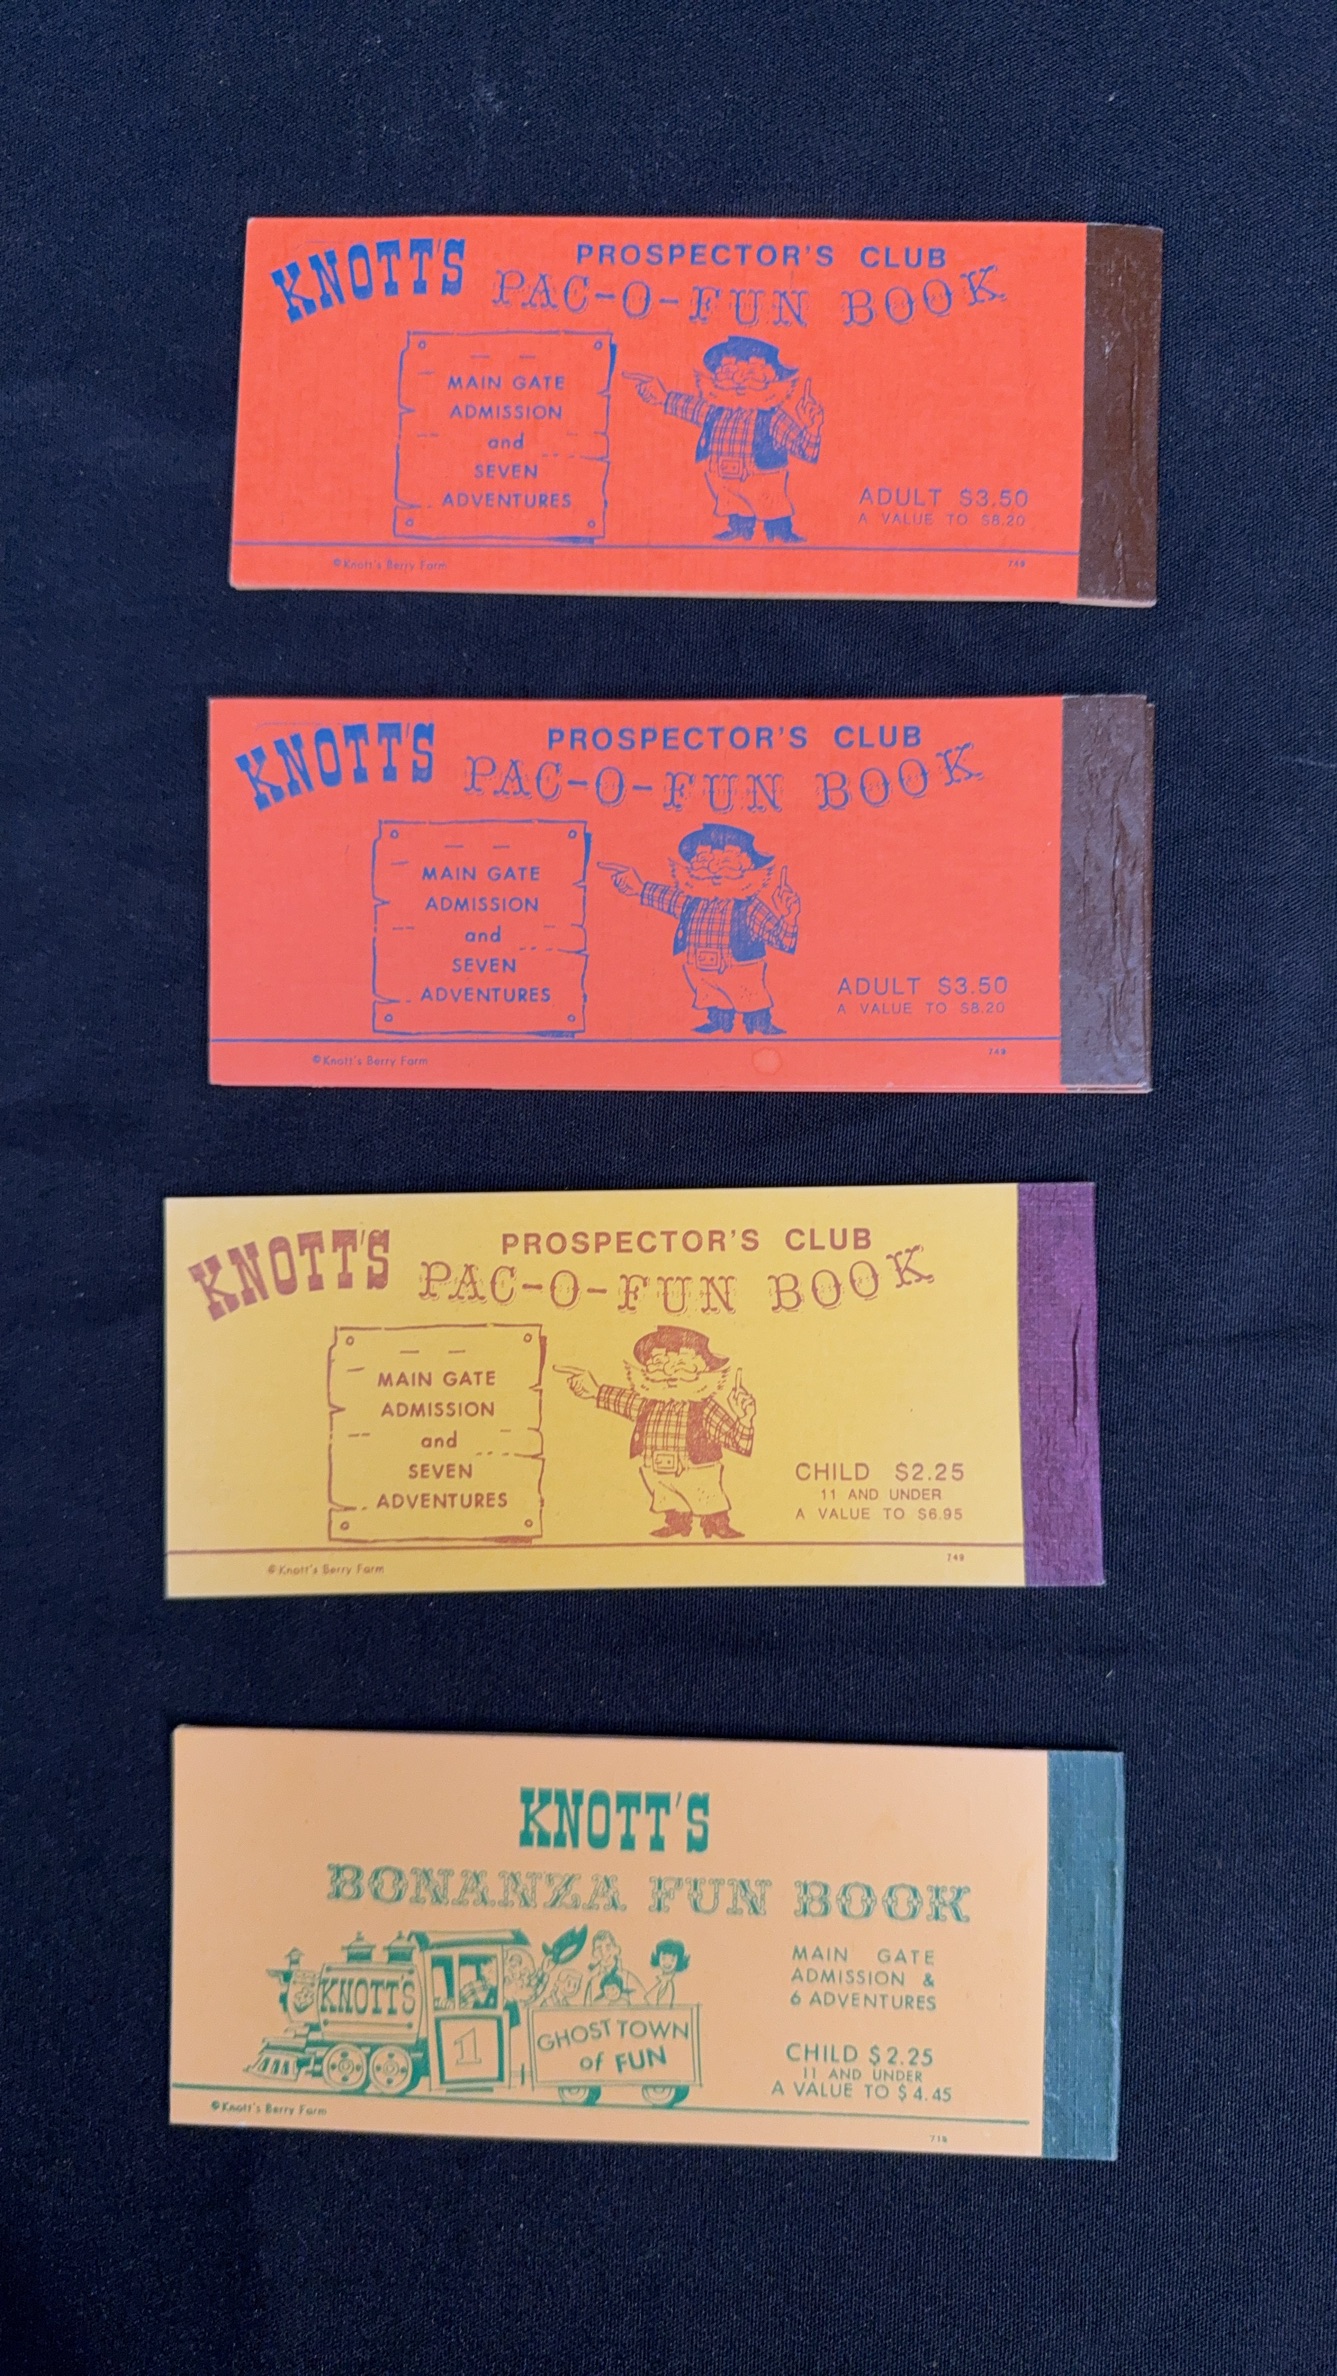 KNOTT'S
PROSPECTOR'S CLUB
PAC-O-FUN BOOK
MAIN GATE
ADMISSION
and
SEVEN
ADVENTURES
ADULT $3.50
A VALUE TO $8.20
©Knott's Berry Farm
749
KNOTT'S
PROSPECTOR'S CLUB
PAC-O-FUN BOOK
MAIN GATE
ADMISSION
and
SEVEN
ADVENTURES
ADULT $3.50
A VALUE TO $8.20
©Knott's Berry Farm
749
KNOTT'S
PROSPECTOR'S CLUB
PAC-O-FUN BOOK
MAIN GATE
ADMISSION
and
SEVEN
ADVENTURES
CHILD $2.25
11 AND UNDER
A VALUE TO $6.95
©Knott's Berry Farm
749
KNOTT'S
BONANZA FUN BOOK
MAIN GATE
ADMISSION &
6 ADVENTURES
KNOTT'S
1
GHOST TOWN
of FUN
CHILD $2.25
11 AND UNDER
A VALUE TO $4.45
©Knott's Berry Farm